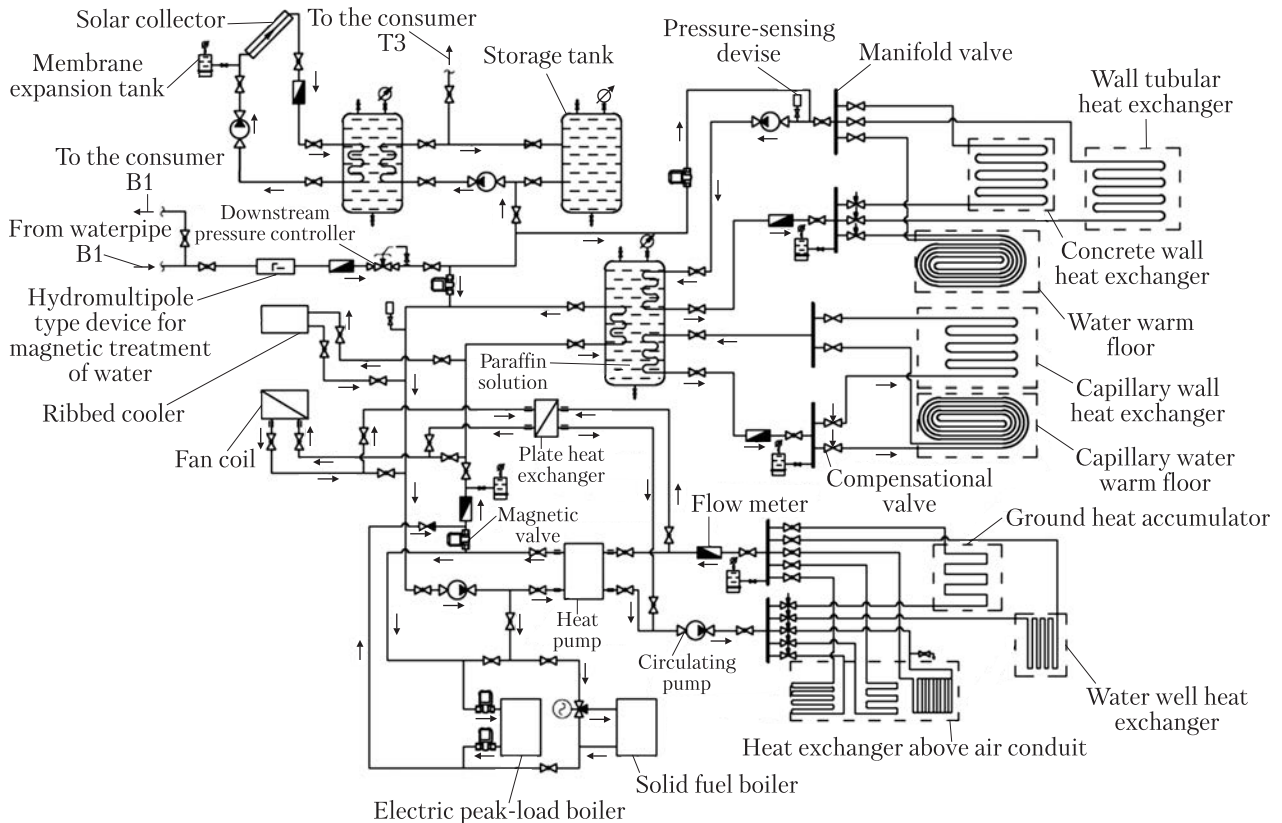 Solar collector
To the consumer
T3
Pressure-sensing
devise
Manifold valve
Membrane
expansion tank
Storage tank
Wall tubular
heat exchanger
To the consumer
B1
Downstream
pressure controller
From waterpipe
B1
Concrete wall
heat exchanger
Hydromultipole
type device for
magnetic treatment
of water
Water warm
floor
Paraffin
solution
Capillary wall
heat exchanger
Ribbed cooler
Fan coil
Plate heat
exchanger
Compensational
valve
Capillary water
warm floor
Magnetic
valve
Flow meter
Ground heat accumulator
Heat
pump
Circulating
pump
Water well heat
exchanger
Heat exchanger above air conduit
Solid fuel boiler
Electric peak-load boiler